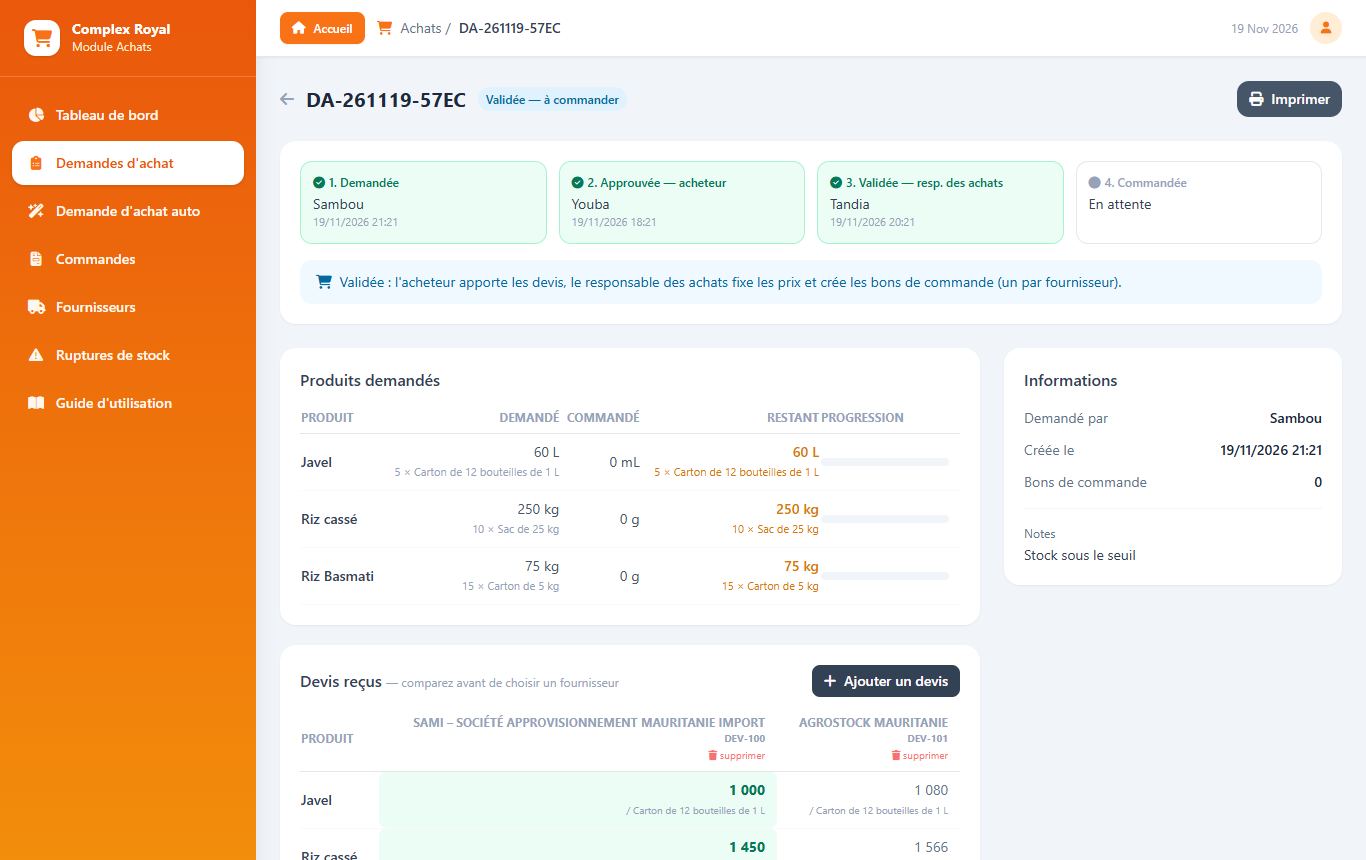 Complex Royal
Module Achats
Tableau de bord
Demandes d'achat
Demande d'achat auto
Commandes
Fournisseurs
Ruptures de stock
Guide d'utilisation
Accueil
Achats / DA-261119-57EC
19 Nov 2026
DA-261119-57EC
Validée — à commander
Imprimer
1. Demandée
Sambou
19/11/2026 21:21
2. Approuvée — acheteur
Youba
19/11/2026 18:21
3. Validée — resp. des achats
Tandia
19/11/2026 20:21
4. Commandée
En attente
Validée : l'acheteur apporte les devis, le responsable des achats fixe les prix et crée les bons de commande (un par fournisseur).
Produits demandés
PRODUIT DEMANDÉ COMMANDÉ RESTANT PROGRESSION
Javel 60 L 0 mL 60 L
5 × Carton de 12 bouteilles de 1 L 5 × Carton de 12 bouteilles de 1 L
Riz cassé 250 kg 0 g 250 kg
10 × Sac de 25 kg 10 × Sac de 25 kg
Riz Basmati 75 kg 0 g 75 kg
15 × Carton de 5 kg 15 × Carton de 5 kg
Informations
Demandé par Sambou
Créée le 19/11/2026 21:21
Bons de commande 0
Notes
Stock sous le seuil
Devis reçus — comparez avant de choisir un fournisseur
Ajouter un devis
PRODUIT
SAMI – SOCIÉTÉ APPROVISIONNEMENT MAURITANIE IMPORT
DEV-100
supprimer
AGROSTOCK MAURITANIE
DEV-101
supprimer
Javel 1 000 1 080
/ Carton de 12 bouteilles de 1 L / Carton de 12 bouteilles de 1 L
Riz cassé 1 450 1 566